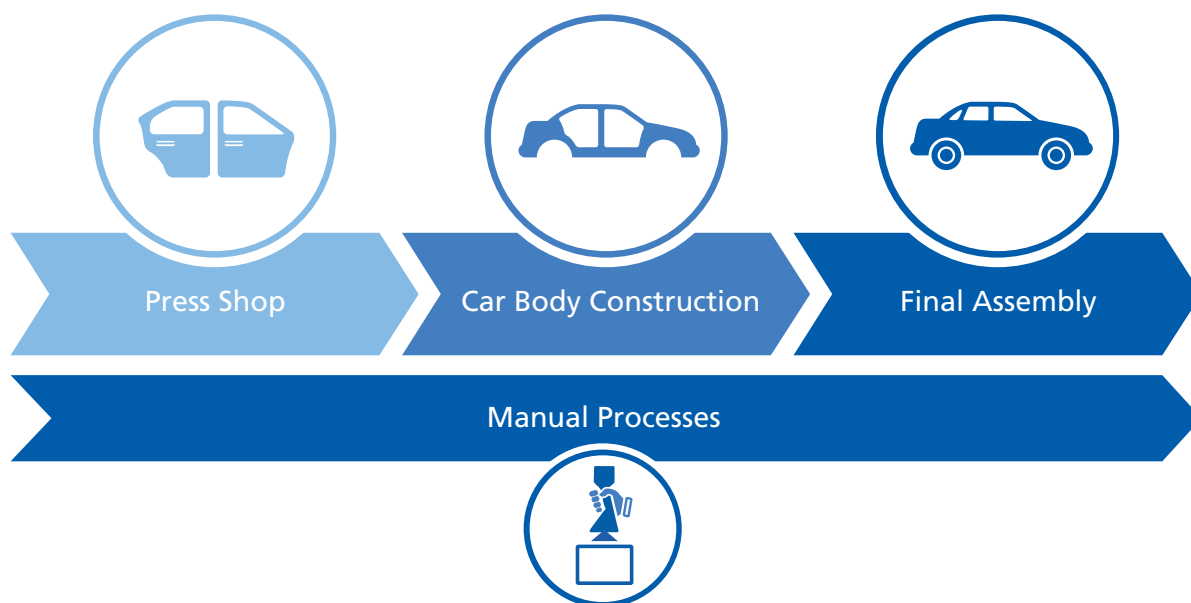 Press Shop
Car Body Construction
Final Assembly
Manual Processes